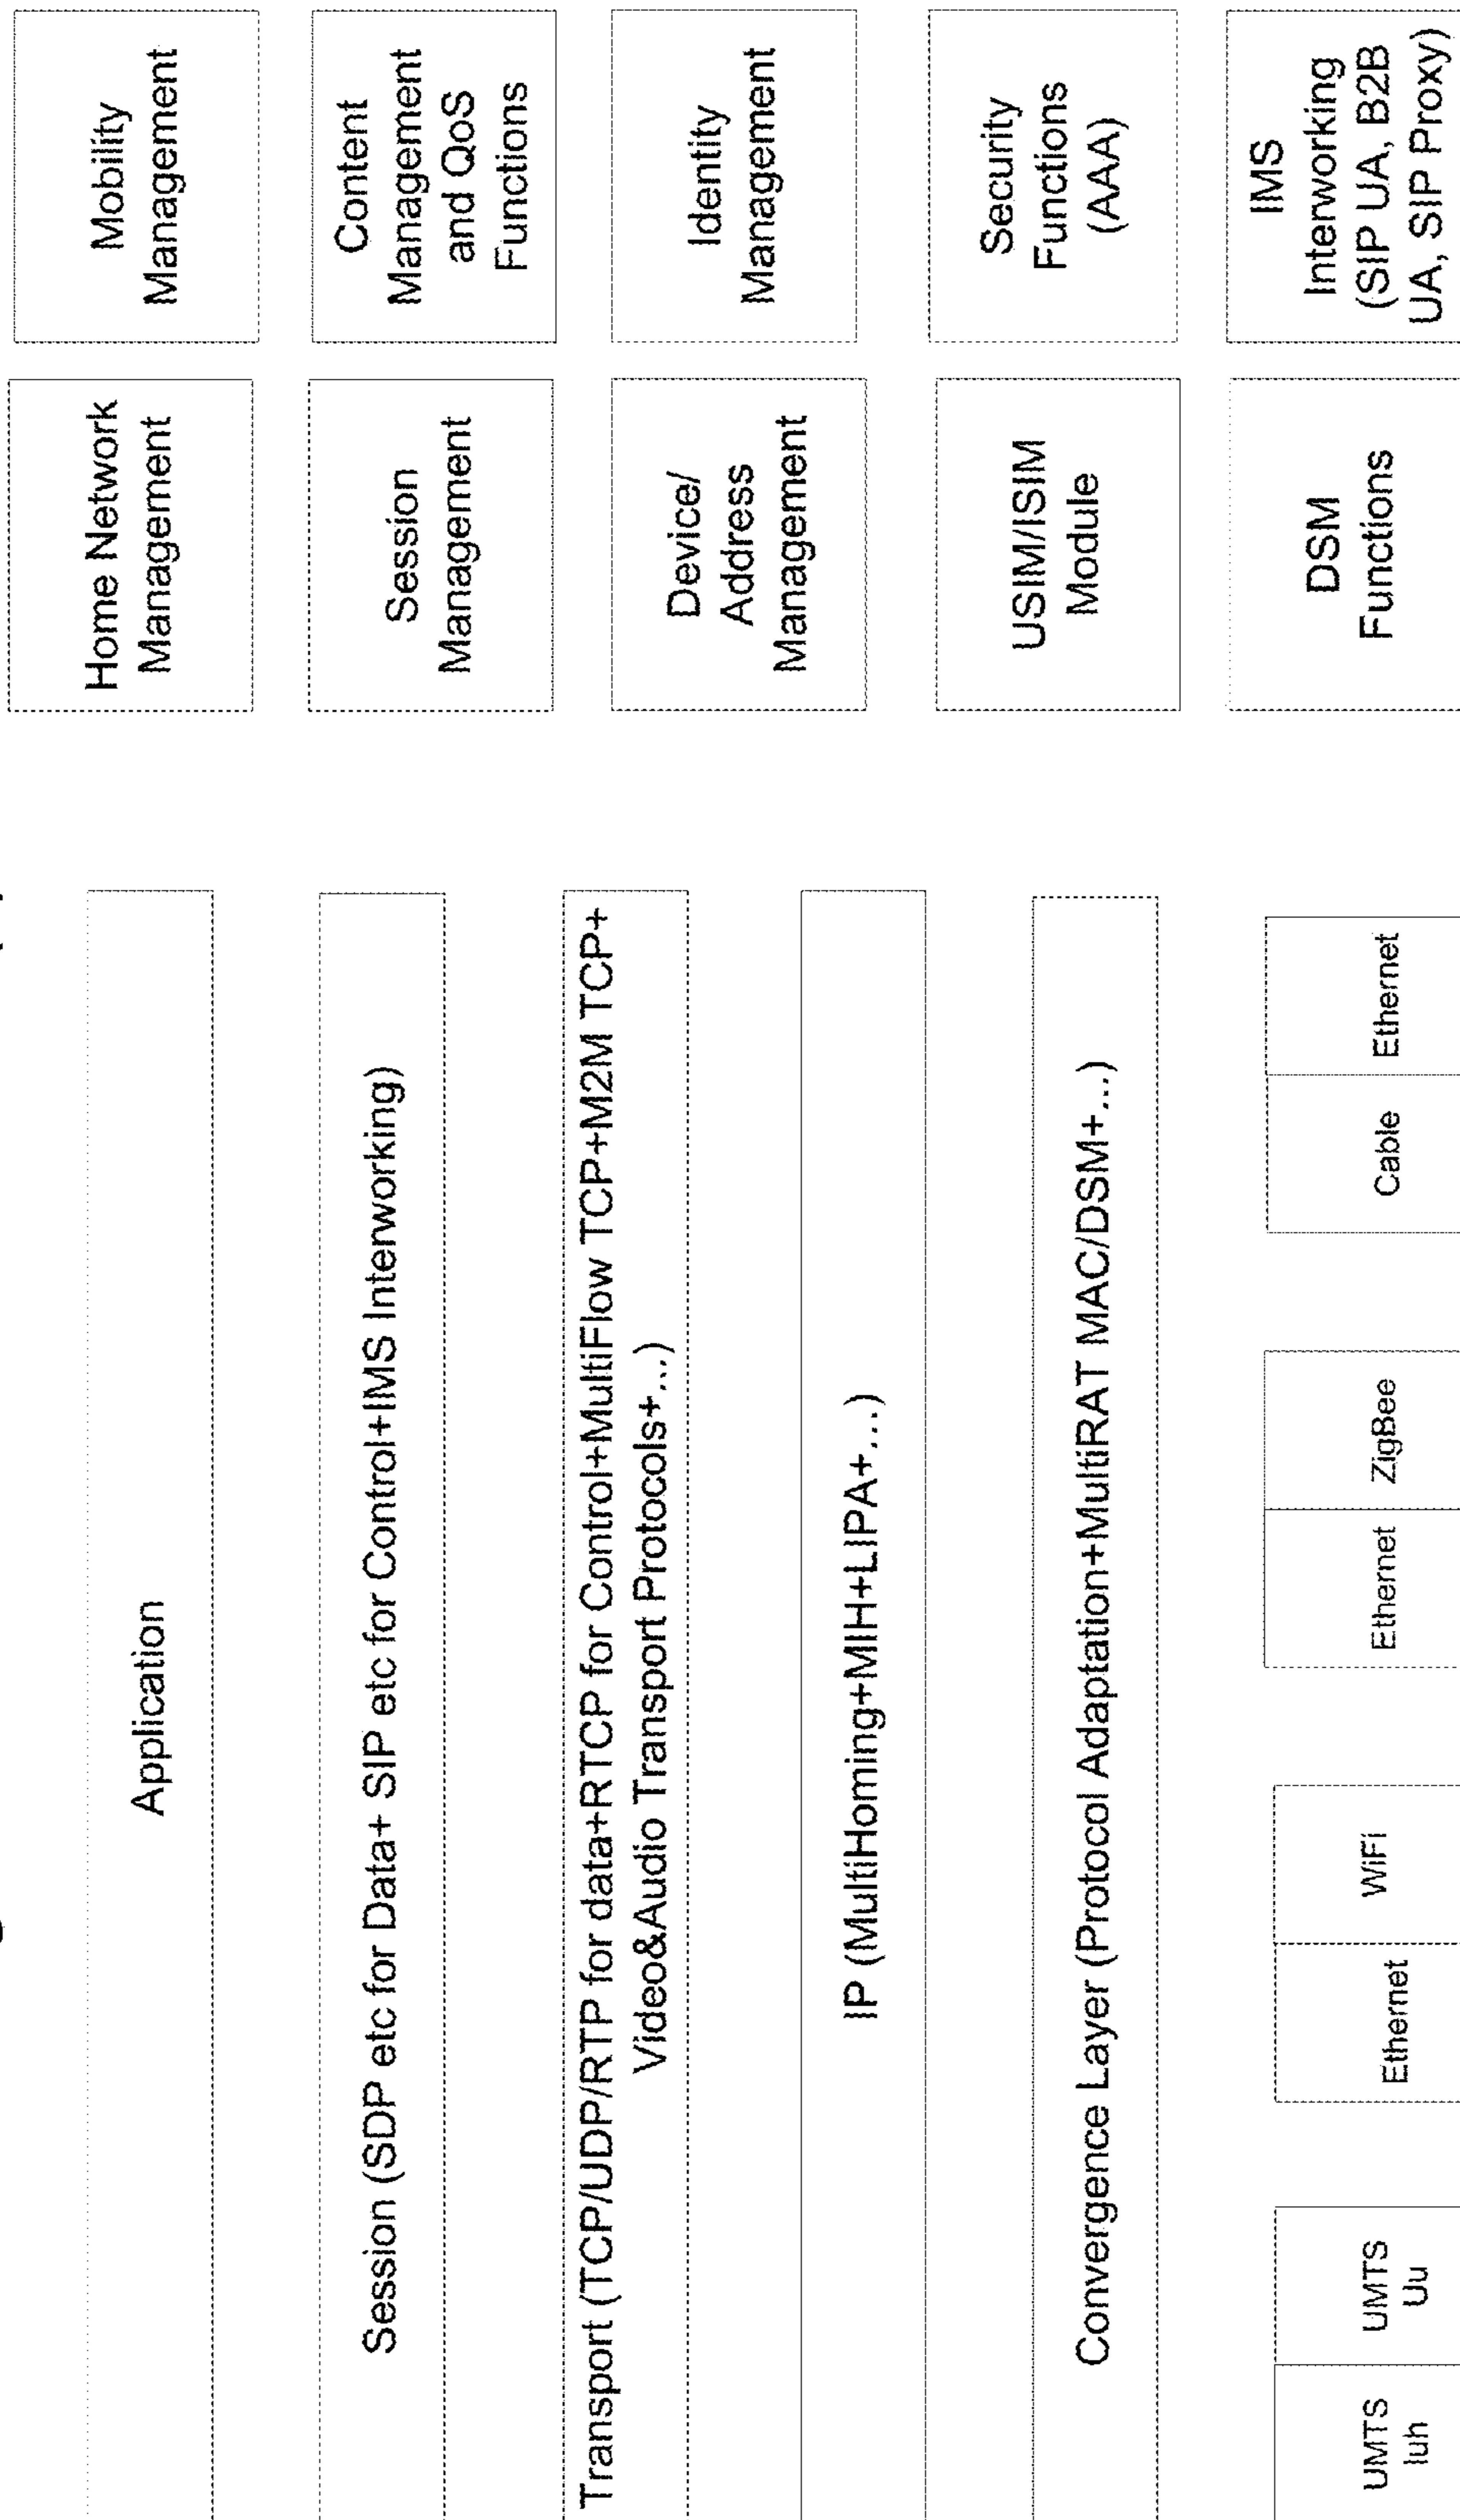 Application
Session (SDP etc for Data+ SIP etc for Control+IMS Interworking)
Transport (TCP/UDP/RTP for data+RTCP for Control+MultiFlow TCP+M2M TCP+
Video&Audio Transport Protocols+...)
IP (MultiHoming+MIH+LIPA+...)
Convergence Layer (Protocol Adaptation+MultiRAT MAC/DSM+...)
UMTS
Iuh
UMTS
Uu
Ethernet
WiFi
Ethernet
ZigBee
Cable
Ethernet
Home Network
Management
Mobility
Management
Session
Management
Content
Management
and QoS
Functions
Device/
Address
Management
Identity
Management
USIM/ISIM
Module
Security
Functions
(AAA)
DSM
Functions
IMS
Interworking
(SIP UA, B2B
UA, SIP Proxy)